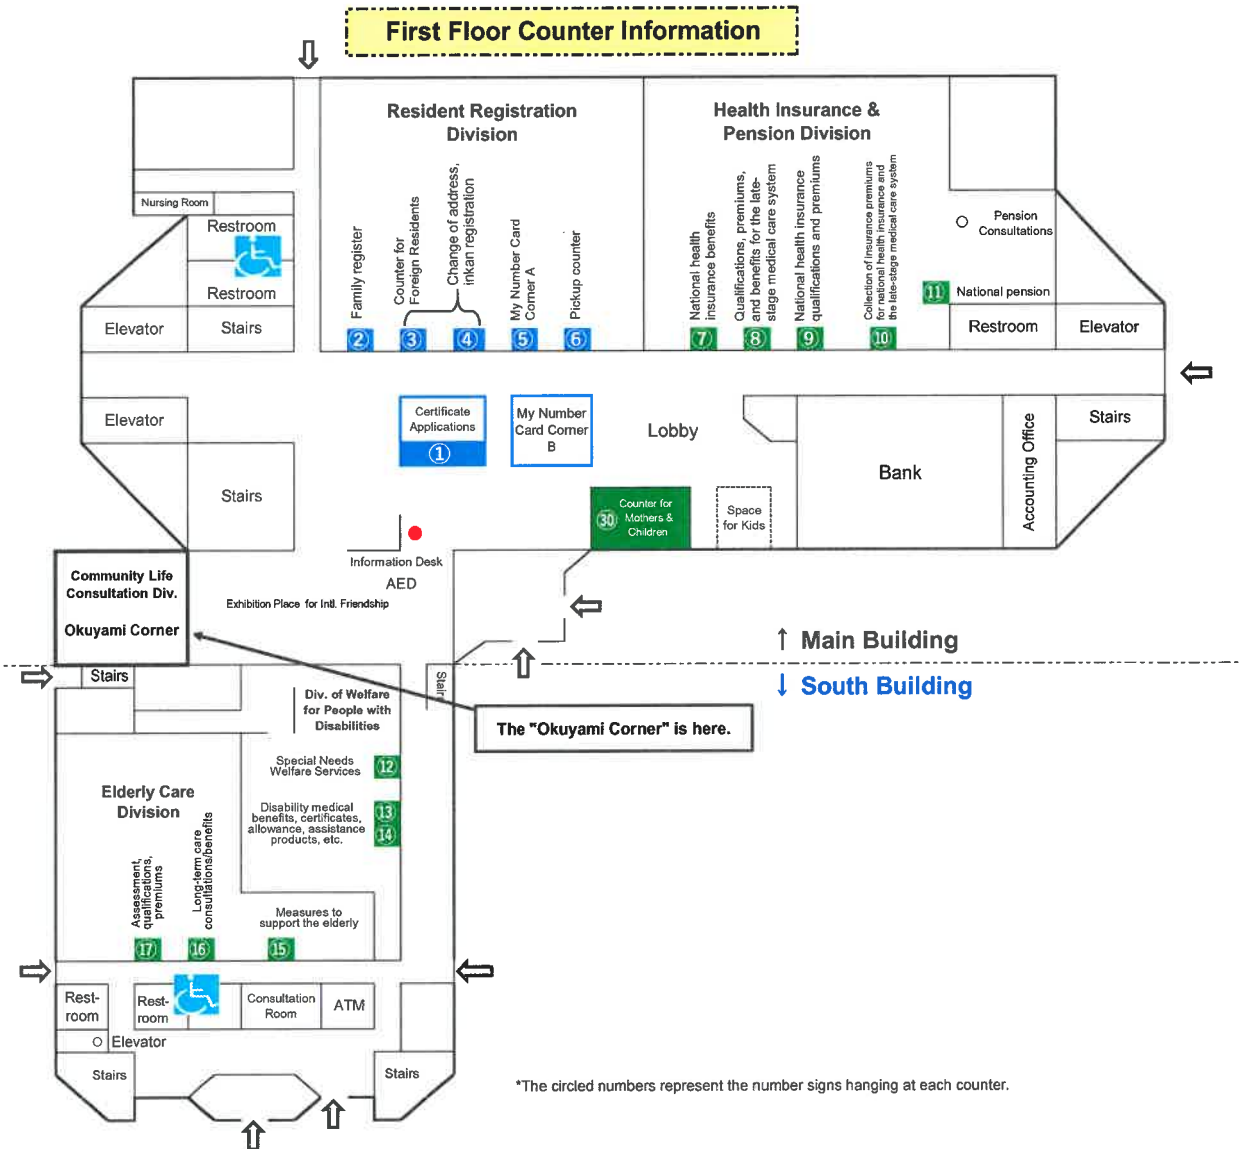 First Floor Counter Information
Resident Registration
Division
Health Insurance &
Pension Division
Nursing Room
Restroom
Restroom
Elevator
Stairs
Family register
②
Counter for
Foreign Residents
③
Change of address,
inkan registration
④
My Number Card
Corner A
⑤
Pickup counter
⑥
National health
insurance benefits
⑦
Qualifications, premiums,
and benefits for the late-
stage medical care system
⑧
National health insurance
qualifications and premiums
⑨
Collection of insurance premiums
for national health insurance and
the late-stage medical care system
⑩
Pension
Consultations
⑪ National pension
Restroom
Elevator
Elevator
Stairs
Certificate
Applications
①
My Number
Card Corner
B
Lobby
Bank
Accounting Office
Stairs
㉚
Counter for
Mothers &
Children
Space
for Kids
Information Desk
AED
Exhibition Place for Intl. Friendship
Community Life
Consultation Div.
Okuyami Corner
↑ Main Building
↓ South Building
Stairs
Stairs
The "Okuyami Corner" is here.
Div. of Welfare
for People with
Disabilities
Special Needs
Welfare Services
⑫
Disability medical
benefits, certificates,
allowance, assistance
products, etc.
⑬
⑭
Elderly Care
Division
Assessment,
qualifications,
premiums
⑰
Long-term care
consultations/benefits
⑯
Measures to
support the elderly
⑮
Rest-
room
Rest-
room
Consultation
Room
ATM
Elevator
Stairs
Stairs
*The circled numbers represent the number signs hanging at each counter.